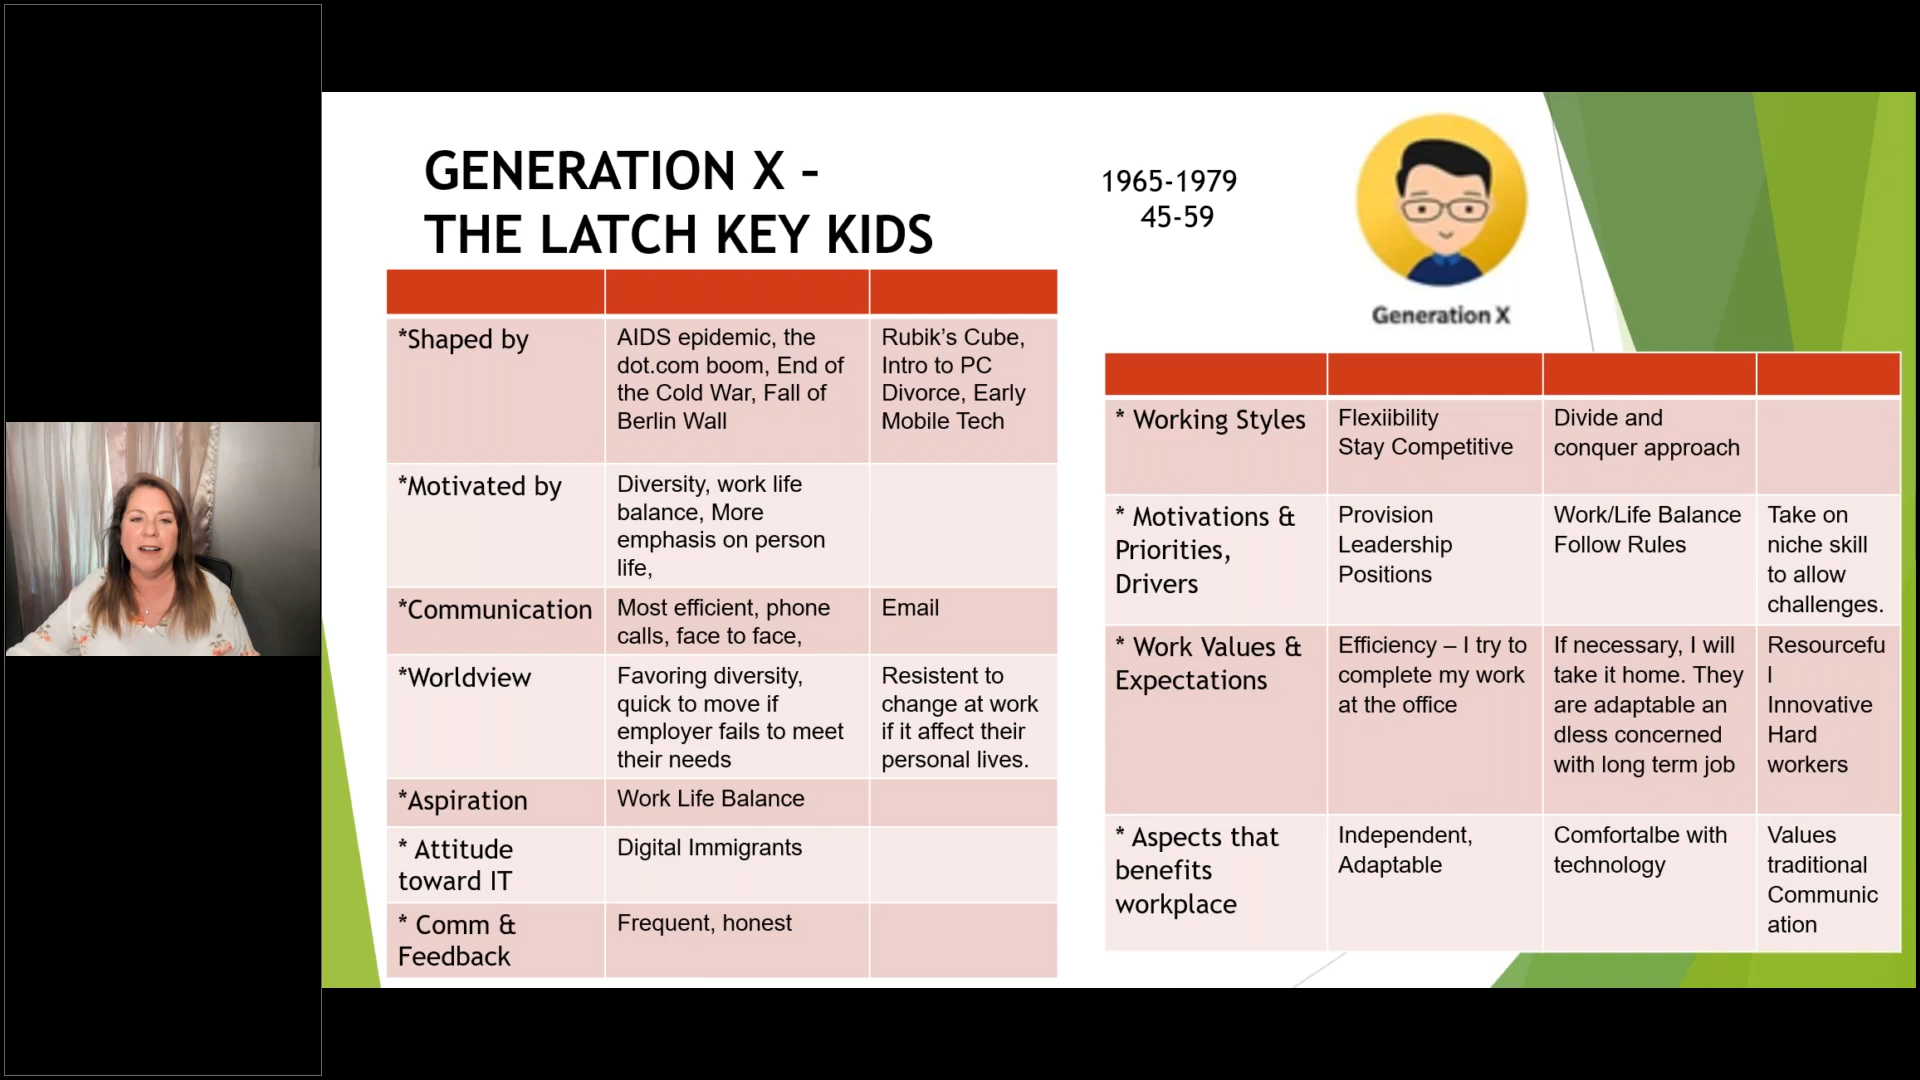 GENERATION X –
THE LATCH KEY KIDS
1965-1979
45-59
Generation X
*Shaped by
AIDS epidemic, the
dot.com boom, End of
the Cold War, Fall of
Berlin Wall
Rubik’s Cube,
Intro to PC
Divorce, Early
Mobile Tech
*Motivated by
Diversity, work life
balance, More
emphasis on person
life,
*Communication
Most efficient, phone
calls, face to face,
Email
*Worldview
Favoring diversity,
quick to move if
employer fails to meet
their needs
Resistent to
change at work
if it affect their
personal lives.
*Aspiration
Work Life Balance
* Attitude
toward IT
Digital Immigrants
* Comm &
Feedback
Frequent, honest
* Working Styles
Flexiibility
Stay Competitive
Divide and
conquer approach
* Motivations &
Priorities,
Drivers
Provision
Leadership
Positions
Work/Life Balance
Follow Rules
Take on
niche skill
to allow
challenges.
* Work Values &
Expectations
Efficiency – I try to
complete my work
at the office
If necessary, I will
take it home. They
are adaptable an
dless concerned
with long term job
Resourcefu
l
Innovative
Hard
workers
* Aspects that
benefits
workplace
Independent,
Adaptable
Comfortalbe with
technology
Values
traditional
Communic
ation